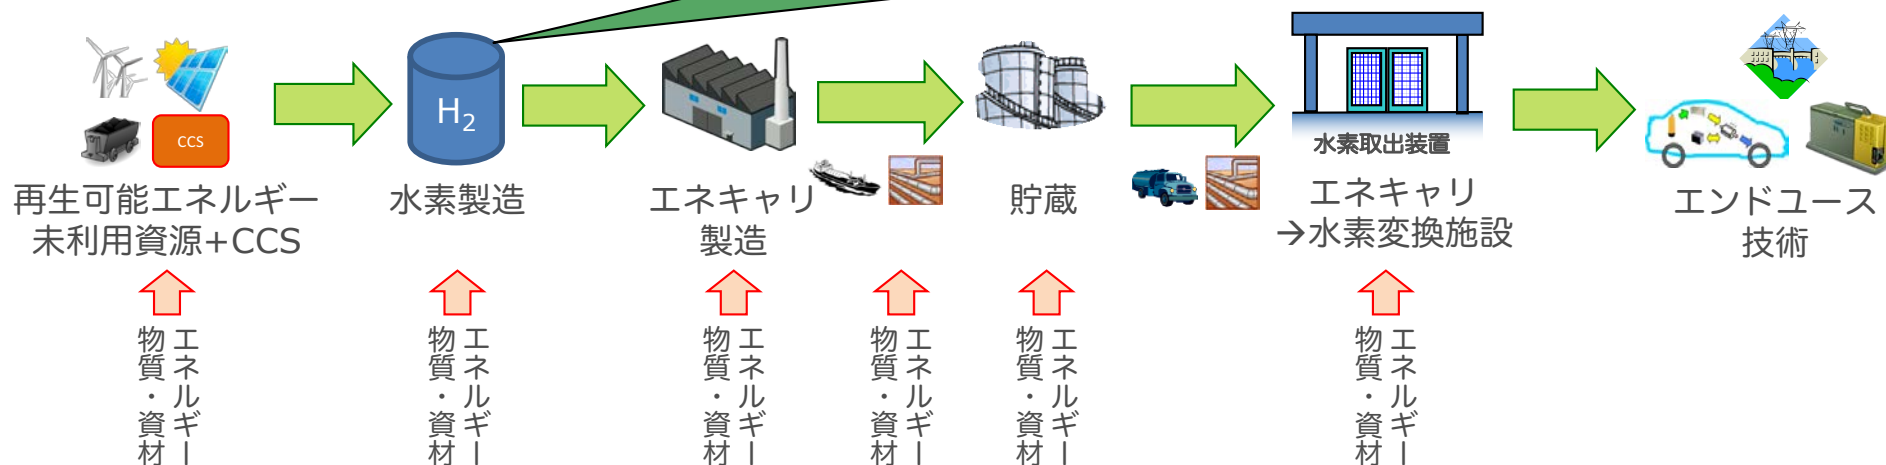 CCS
H2
水素取出装置
再生可能エネルギー
未利用資源+CCS
水素製造
エネキャリ
製造
貯蔵
エネキャリ
→水素変換施設
エンドユース
技術
エネルギー
物質・資材
エネルギー
物質・資材
エネルギー
物質・資材
エネルギー
物質・資材
エネルギー
物質・資材
エネルギー
物質・資材